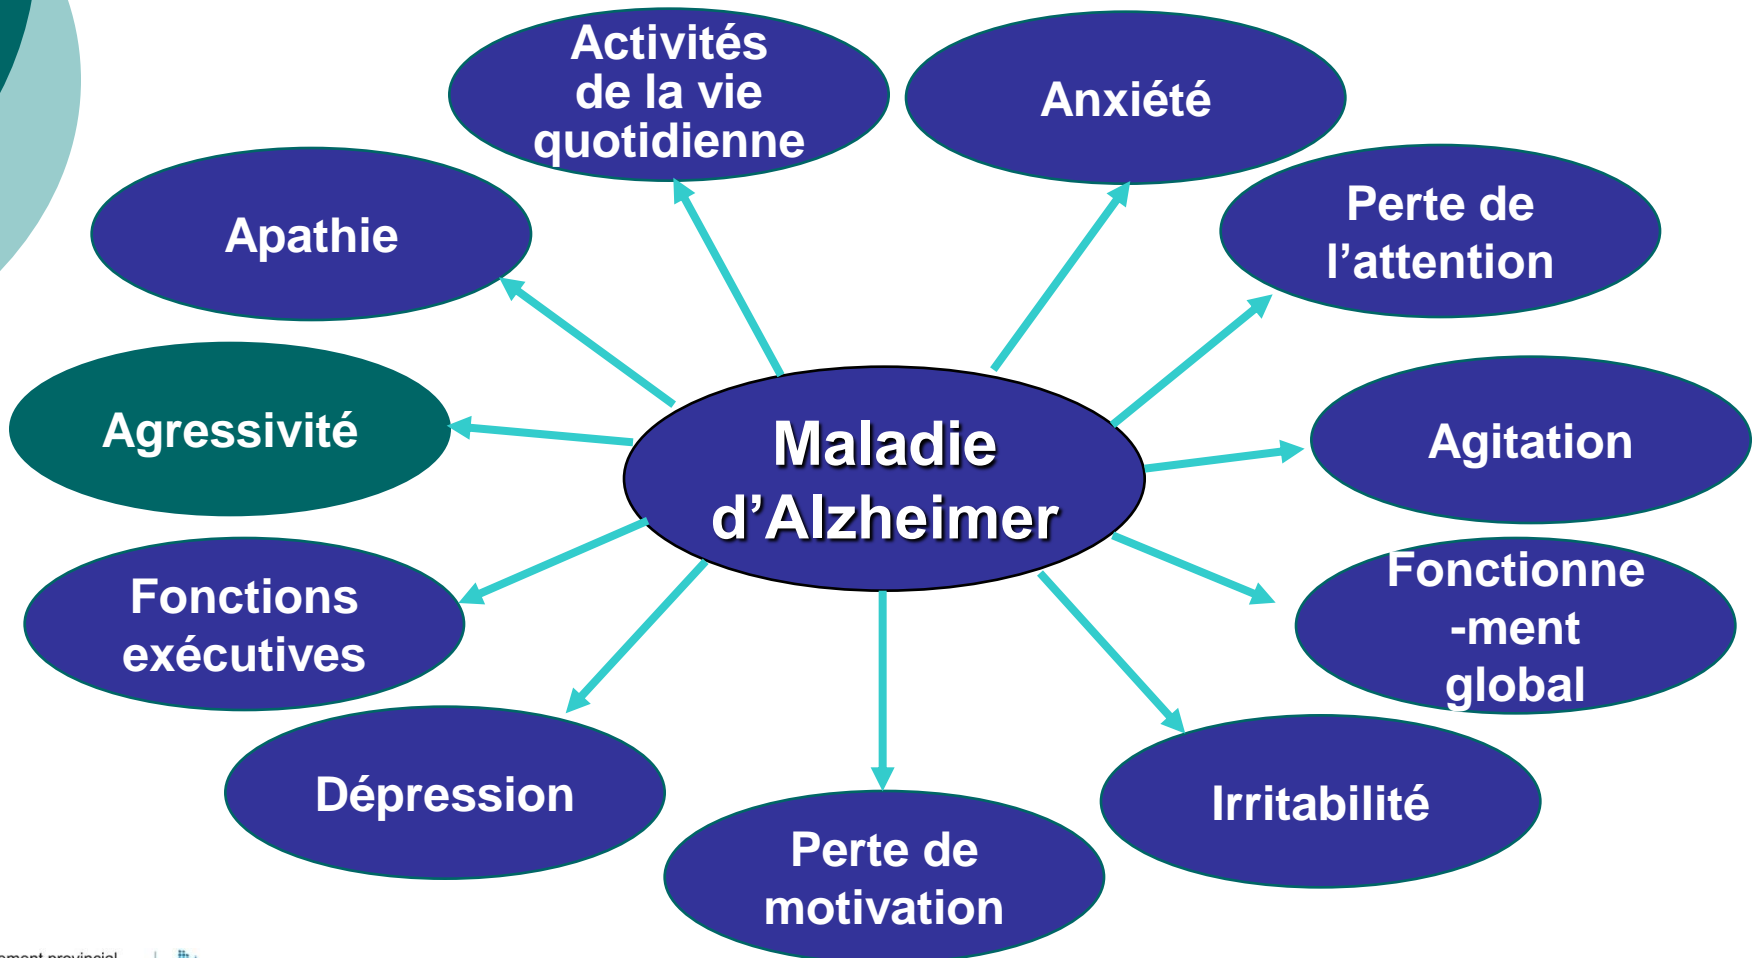 Activités
de la vie
quotidienne
Anxiété
Apathie
Perte de
l’attention
Agressivité
Maladie
d’Alzheimer
Agitation
Fonctions
exécutives
Fonctionne
-ment
global
Dépression
Irritabilité
Perte de
motivation
provincial